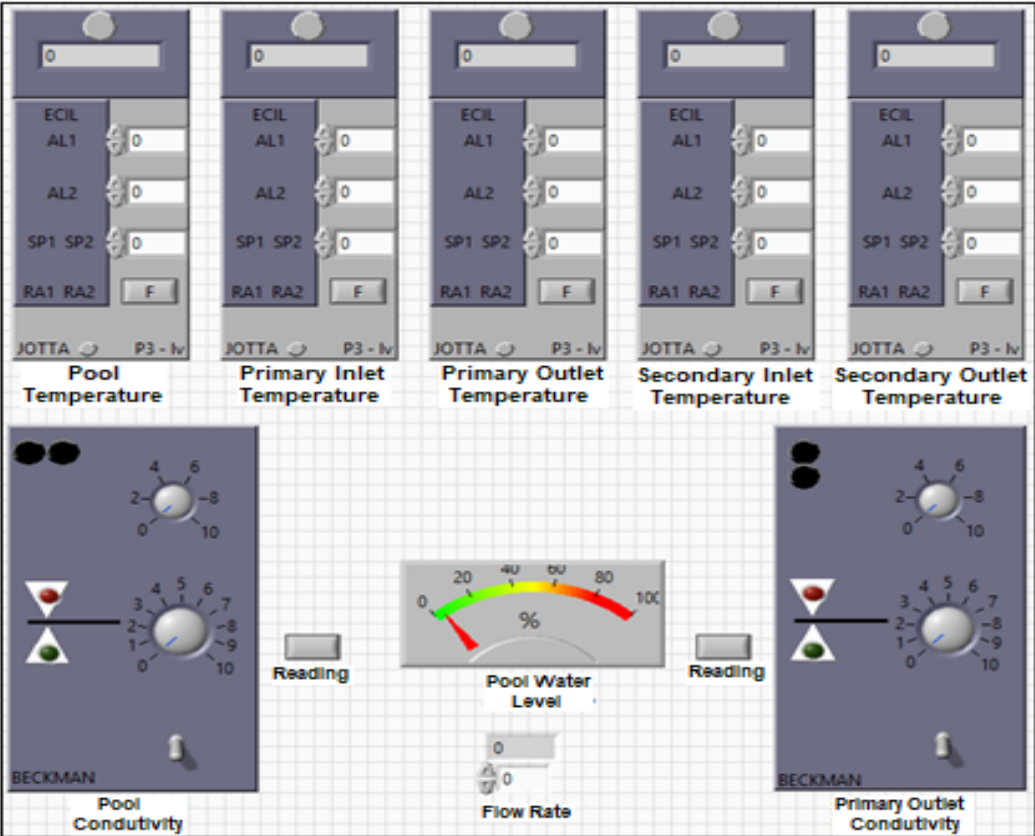 0 0 0 0 0
ECIL ECIL ECIL ECIL ECIL
AL1 0 AL1 0 AL1 0 AL1 0 AL1 0
AL2 0 AL2 0 AL2 0 AL2 0 AL2 0
SP1 SP2 0 SP1 SP2 0 SP1 SP2 0 SP1 SP2 0 SP1 SP2 0
RA1 RA2 F RA1 RA2 F RA1 RA2 F RA1 RA2 F RA1 RA2 F
JOTTA P3 - Iv JOTTA P3 - Iv JOTTA P3 - Iv JOTTA P3 - Iv JOTTA P3 - Iv
Pool
Temperature
Primary Inlet
Temperature
Primary Outlet
Temperature
Secondary Inlet
Temperature
Secondary Outlet
Temperature
0 2 4 6 8 10
0 1 2 3 4 5 6 7 8 9 10
BECKMAN
Pool
Condutivity
Reading
0 20 40 60 80 100
%
Pool Water
Level
0
0
Flow Rate
Reading
0 2 4 6 8 10
0 1 2 3 4 5 6 7 8 9 10
BECKMAN
Primary Outlet
Condutivity